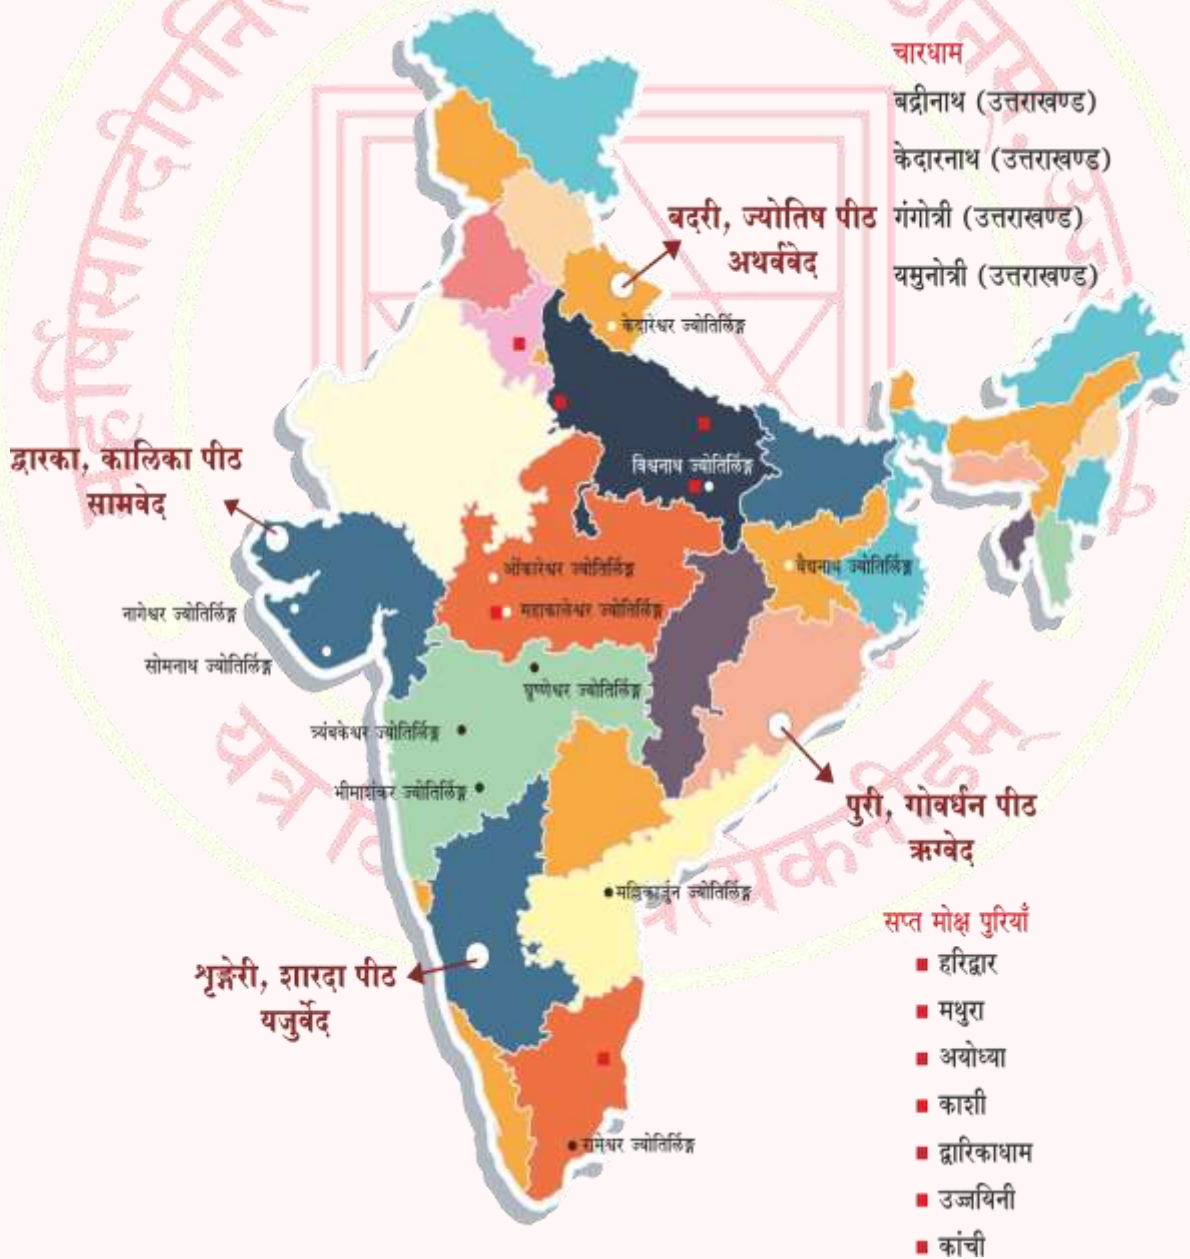 चारधाम
बद्रीनाथ (उत्तराखण्ड)
केदारनाथ (उत्तराखण्ड)
गंगोत्री (उत्तराखण्ड)
यमुनोत्री (उत्तराखण्ड)
बदरी, ज्योतिष पीठ
अथर्ववेद
केदारेश्वर ज्योतिर्लिङ्ग
द्वारका, कालिका पीठ
सामवेद
विश्वनाथ ज्योतिर्लिङ्ग
ओंकारेश्वर ज्योतिर्लिङ्ग
वैद्यनाथ ज्योतिर्लिङ्ग
महाकालेश्वर ज्योतिर्लिङ्ग
नागेश्वर ज्योतिर्लिङ्ग
सोमनाथ ज्योतिर्लिङ्ग
घुष्णेश्वर ज्योतिर्लिङ्ग
त्र्यंबकेश्वर ज्योतिर्लिङ्ग
भीमाशंकर ज्योतिर्लिङ्ग
पुरी, गोवर्धन पीठ
ऋग्वेद
मल्लिकार्जुन ज्योतिर्लिङ्ग
शृङ्गेरी, शारदा पीठ
यजुर्वेद
रामेश्वर ज्योतिर्लिङ्ग
सप्त मोक्ष पुरियाँ
हरिद्वार
मथुरा
अयोध्या
काशी
द्वारिकाधाम
उज्जयिनी
कांची